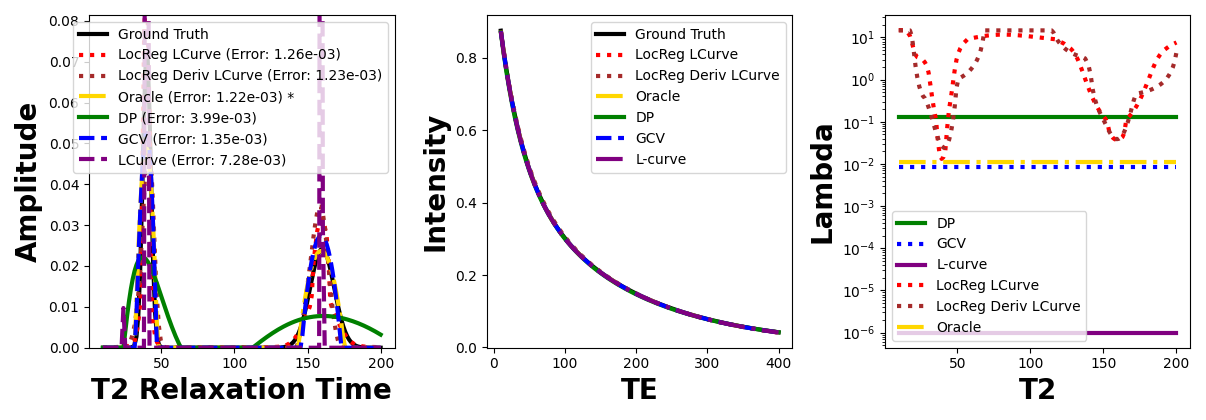 Amplitude
0.08
0.07
0.06
0.05
0.04
0.03
0.02
0.01
0.00
50
100
150
200
T2 Relaxation Time
Ground Truth
LocReg LCurve (Error: 1.26e-03)
LocReg Deriv LCurve (Error: 1.23e-03)
Oracle (Error: 1.22e-03) *
DP (Error: 3.99e-03)
GCV (Error: 1.35e-03)
LCurve (Error: 7.28e-03)
Intensity
0.8
0.6
0.4
0.2
0.0
0
100
200
300
400
TE
Ground Truth
LocReg LCurve
LocReg Deriv LCurve
Oracle
DP
GCV
L-curve
Lambda
10^1
10^0
10^-1
10^-2
10^-3
10^-4
10^-5
10^-6
50
100
150
200
T2
DP
GCV
L-curve
LocReg LCurve
LocReg Deriv LCurve
Oracle